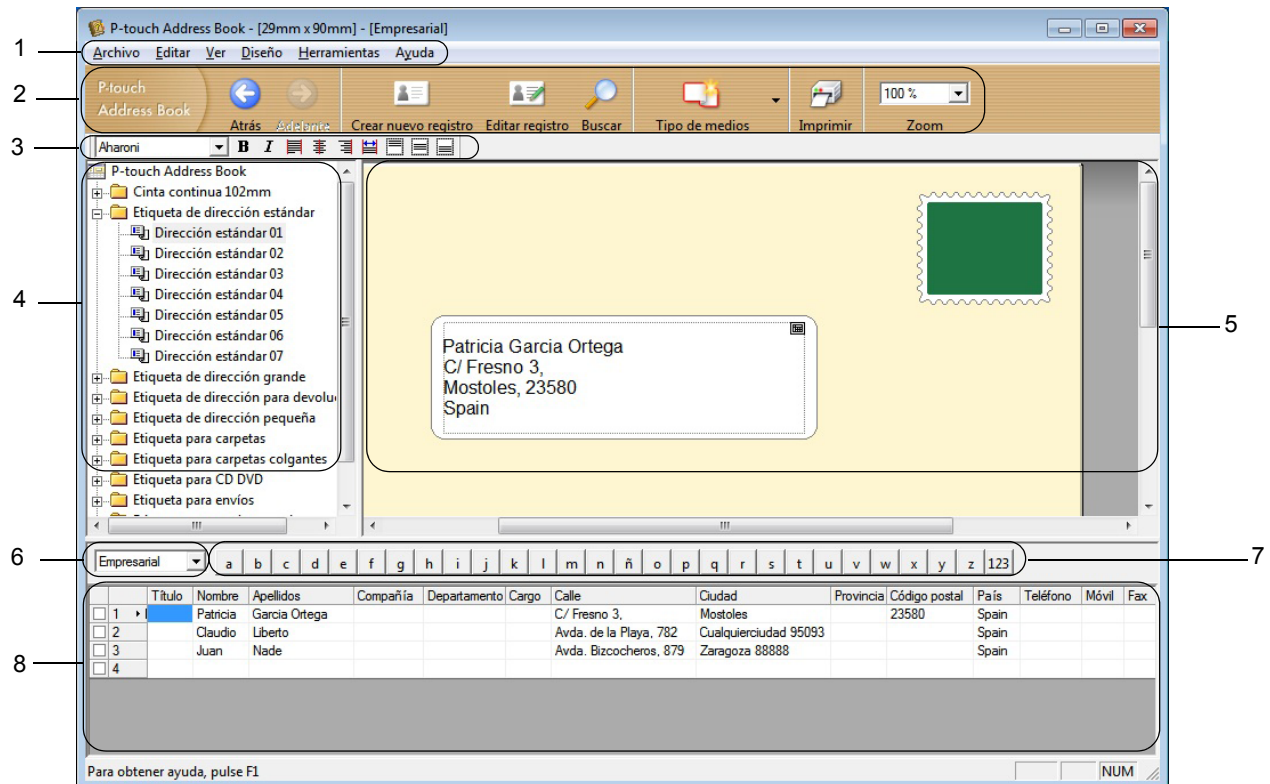 P-touch Address Book - [29mm x 90mm] - [Empresarial]
1
Archivo Editar Ver Diseño Herramientas Ayuda
2
P-touch
Address Book
Atrás Adelante Crear nuevo registro Editar registro Buscar Tipo de medios Imprimir 100 % Zoom
3
Aharoni B I
4
P-touch Address Book
Cinta continua 102mm
Etiqueta de dirección estándar
Dirección estándar 01
Dirección estándar 02
Dirección estándar 03
Dirección estándar 04
Dirección estándar 05
Dirección estándar 06
Dirección estándar 07
Etiqueta de dirección grande
Etiqueta de dirección para devolu
Etiqueta de dirección pequeña
Etiqueta para carpetas
Etiqueta para carpetas colgantes
Etiqueta para CD DVD
Etiqueta para envíos
Patricia Garcia Ortega
C/ Fresno 3,
Mostoles, 23580
Spain
5
6
Empresarial a b c d e f g h i j k l m n ñ o p q r s t u v w x y z 123
7
8
Título Nombre Apellidos Compañía Departamento Cargo Calle Ciudad Provincia Código postal País Teléfono Móvil Fax
1 Patricia Garcia Ortega C/ Fresno 3, Mostoles 23580 Spain
2 Claudio Liberto Avda. de la Playa, 782 Cualquierciudad 95093 Spain
3 Juan Nade Avda. Bizcocheros, 879 Zaragoza 88888 Spain
4
Para obtener ayuda, pulse F1 NUM